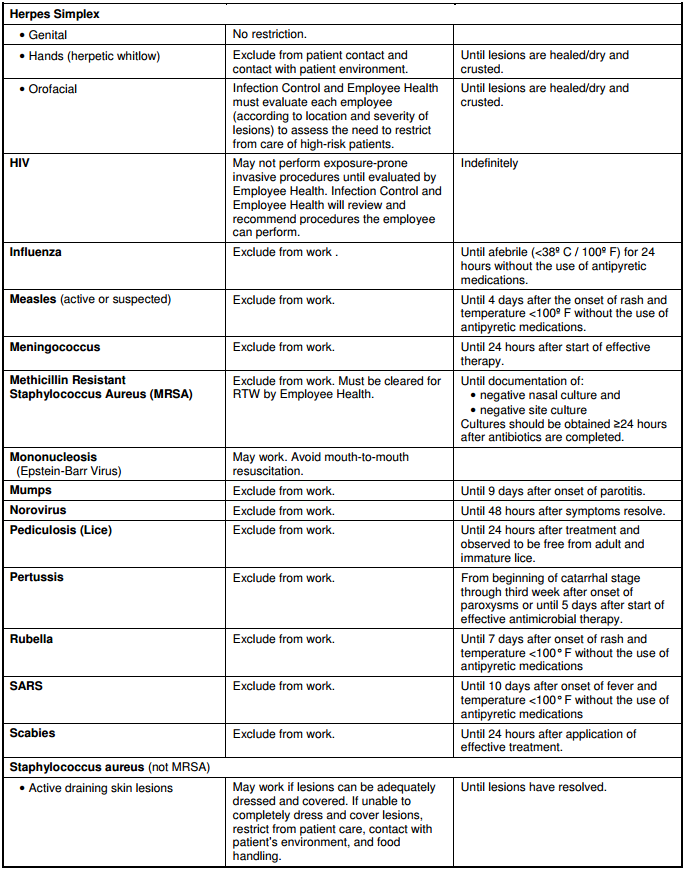 Herpes Simplex
• Genital
No restriction.
• Hands (herpetic whitlow)
Exclude from patient contact and
contact with patient environment.
Until lesions are healed/dry and
crusted.
• Orofacial
Infection Control and Employee Health
must evaluate each employee
(according to location and severity of
lesions) to assess the need to restrict
from care of high-risk patients.
Until lesions are healed/dry and
crusted.
HIV
May not perform exposure-prone
invasive procedures until evaluated by
Employee Health. Infection Control and
Employee Health will review and
recommend procedures the employee
can perform.
Indefinitely
Influenza
Exclude from work .
Until afebrile (<38º C / 100º F) for 24
hours without the use of antipyretic
medications.
Measles (active or suspected)
Exclude from work.
Until 4 days after the onset of rash and
temperature <100º F without the use of
antipyretic medications.
Meningococcus
Exclude from work.
Until 24 hours after start of effective
therapy.
Methicillin Resistant
Staphylococcus Aureus (MRSA)
Exclude from work. Must be cleared for
RTW by Employee Health.
Until documentation of:
• negative nasal culture and
• negative site culture
Cultures should be obtained ≥24 hours
after antibiotics are completed.
Mononucleosis
(Epstein-Barr Virus)
May work. Avoid mouth-to-mouth
resuscitation.
Mumps
Exclude from work.
Until 9 days after onset of parotitis.
Norovirus
Exclude from work.
Until 48 hours after symptoms resolve.
Pediculosis (Lice)
Exclude from work.
Until 24 hours after treatment and
observed to be free from adult and
immature lice.
Pertussis
Exclude from work.
From beginning of catarrhal stage
through third week after onset of
paroxysms or until 5 days after start of
effective antimicrobial therapy.
Rubella
Exclude from work.
Until 7 days after onset of rash and
temperature <100° F without the use of
antipyretic medications
SARS
Exclude from work.
Until 10 days after onset of fever and
temperature <100° F without the use of
antipyretic medications
Scabies
Exclude from work.
Until 24 hours after application of
effective treatment.
Staphylococcus aureus (not MRSA)
• Active draining skin lesions
May work if lesions can be adequately
dressed and covered. If unable to
completely dress and cover lesions,
restrict from patient care, contact with
patient's environment, and food
handling.
Until lesions have resolved.